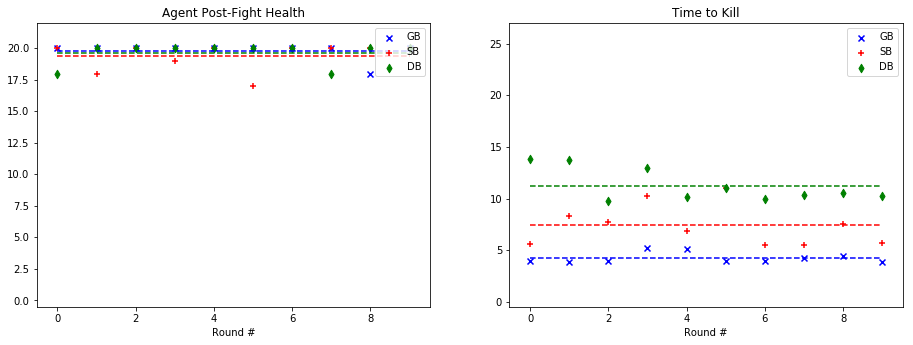 Agent Post-Fight Health
20.0
17.5
15.0
12.5
10.0
7.5
5.0
2.5
0.0
0 2 4 6 8
Round #
GB
SB
DB
Time to Kill
25
20
15
10
5
0
0 2 4 6 8
Round #
GB
SB
DB